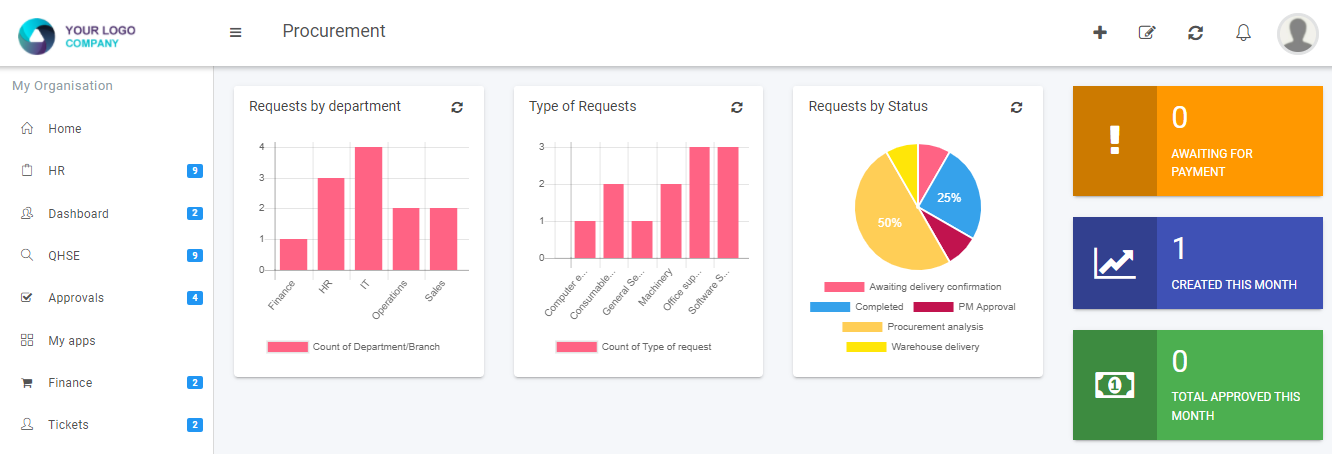 YOUR LOGO
COMPANY
Procurement
My Organisation
Home
HR 9
Dashboard 2
QHSE 9
Approvals 4
My apps
Finance 2
Tickets 2
Requests by department
4
3
2
1
0
Finance
HR
IT
Operations
Sales
Count of Department/Branch
Type of Requests
3
2
1
0
Computer e...
Consumable...
General Se...
Machinery
Office sup...
Software S...
Count of Type of request
Requests by Status
25%
50%
Awaiting delivery confirmation
Completed PM Approval
Procurement analysis
Warehouse delivery
0
AWAITING FOR
PAYMENT
1
CREATED THIS MONTH
1
0
TOTAL APPROVED THIS
MONTH